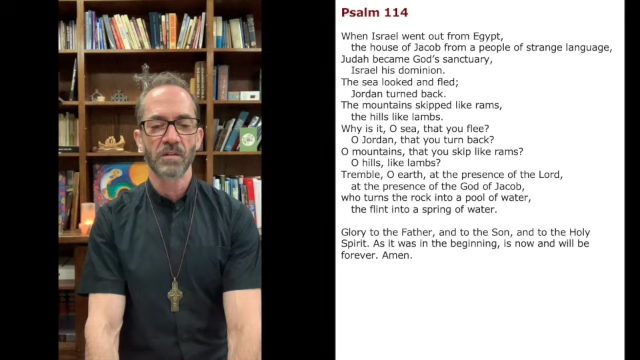 Psalm 114
When Israel went out from Egypt,
the house of Jacob from a people of strange language,
Judah became God's sanctuary,
Israel his dominion.
The sea looked and fled;
Jordan turned back.
The mountains skipped like rams,
the hills like lambs.
Why is it, O sea, that you flee?
O Jordan, that you turn back?
O mountains, that you skip like rams?
O hills, like lambs?
Tremble, O earth, at the presence of the Lord,
at the presence of the God of Jacob,
who turns the rock into a pool of water,
the flint into a spring of water.
Glory to the Father, and to the Son, and to the Holy
Spirit. As it was in the beginning, is now and will be
forever. Amen.